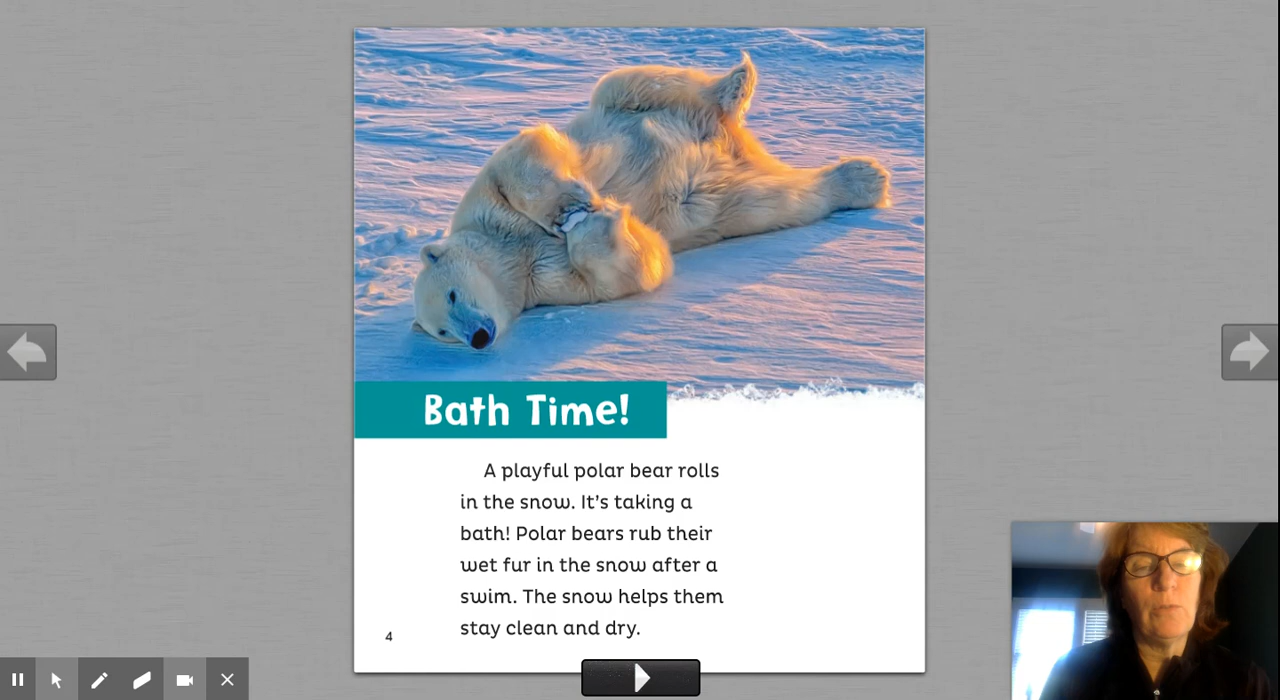 Bath Time!
A playful polar bear rolls
in the snow. It's taking a
bath! Polar bears rub their
wet fur in the snow after a
swim. The snow helps them
stay clean and dry.
4